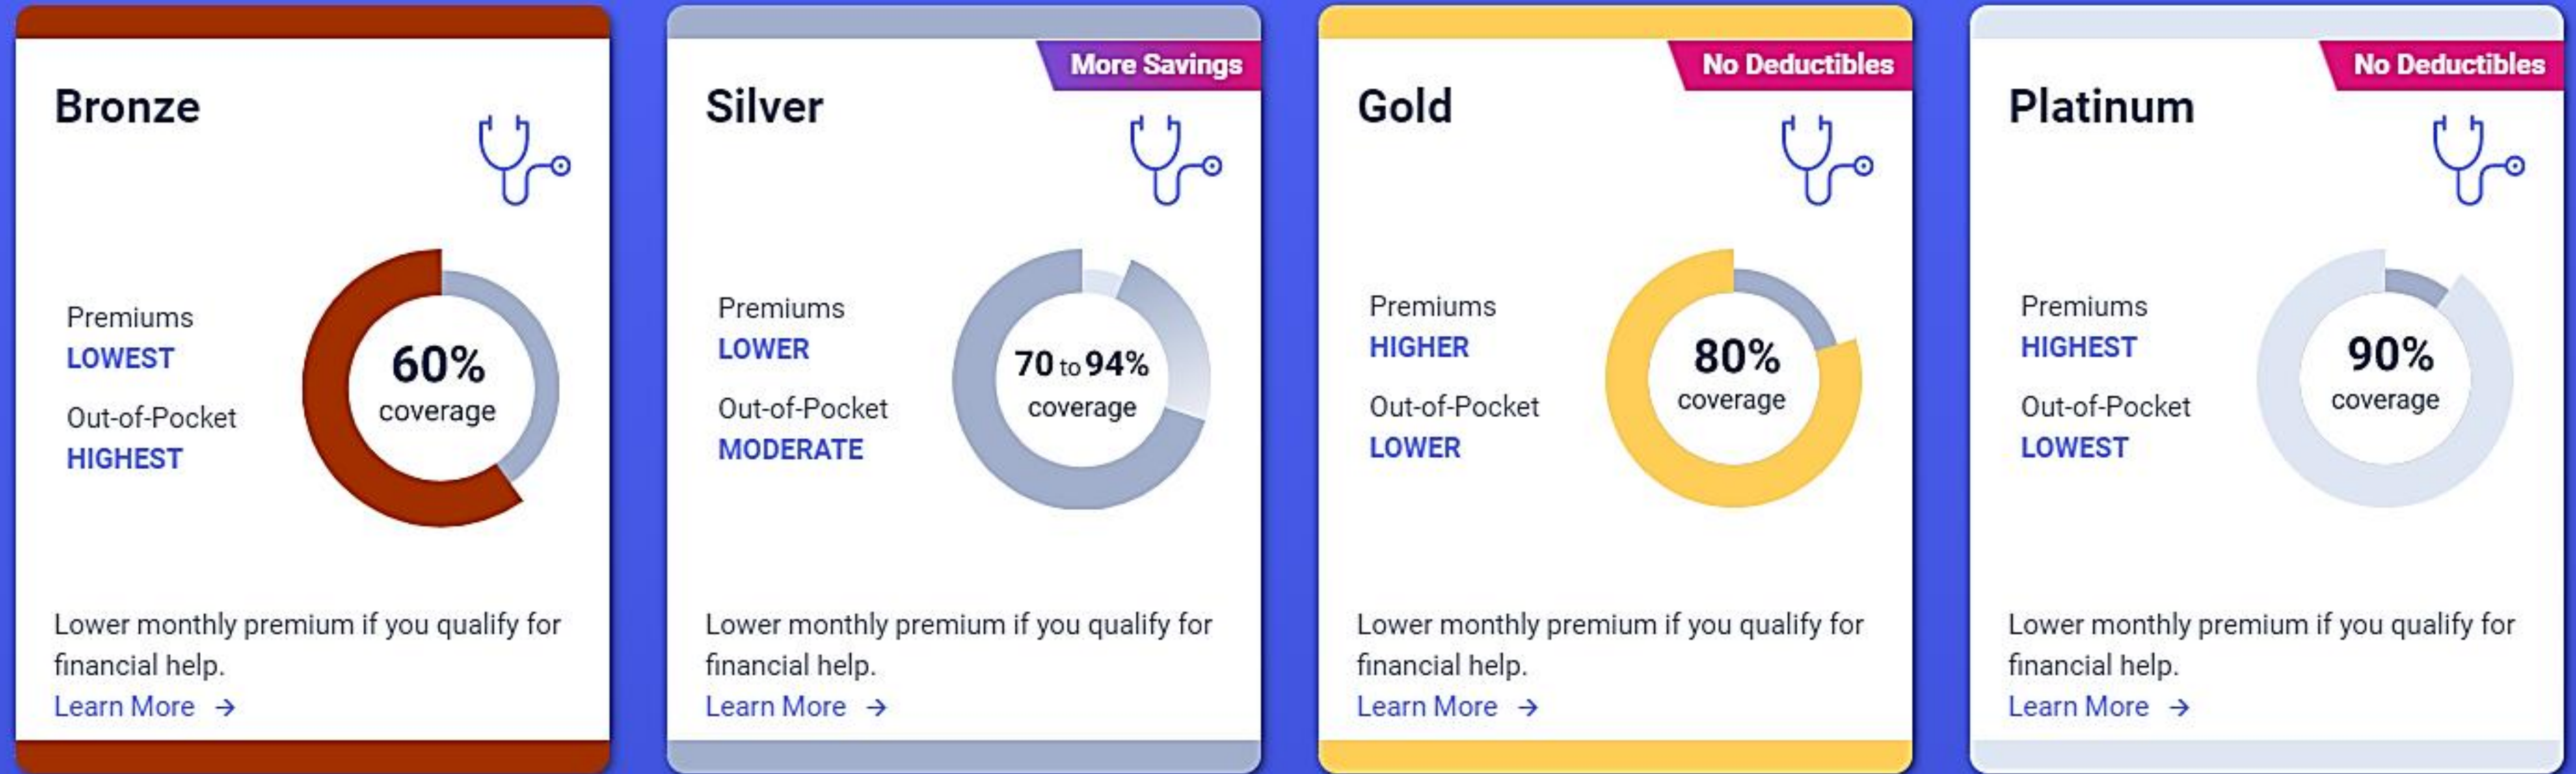 Bronze
Premiums
LOWEST
Out-of-Pocket
HIGHEST
60%
coverage
Lower monthly premium if you qualify for
financial help.
Learn More →
More Savings
Silver
Premiums
LOWER
Out-of-Pocket
MODERATE
70 to 94%
coverage
Lower monthly premium if you qualify for
financial help.
Learn More →
No Deductibles
Gold
Premiums
HIGHER
Out-of-Pocket
LOWER
80%
coverage
Lower monthly premium if you qualify for
financial help.
Learn More →
No Deductibles
Platinum
Premiums
HIGHEST
Out-of-Pocket
LOWEST
90%
coverage
Lower monthly premium if you qualify for
financial help.
Learn More →